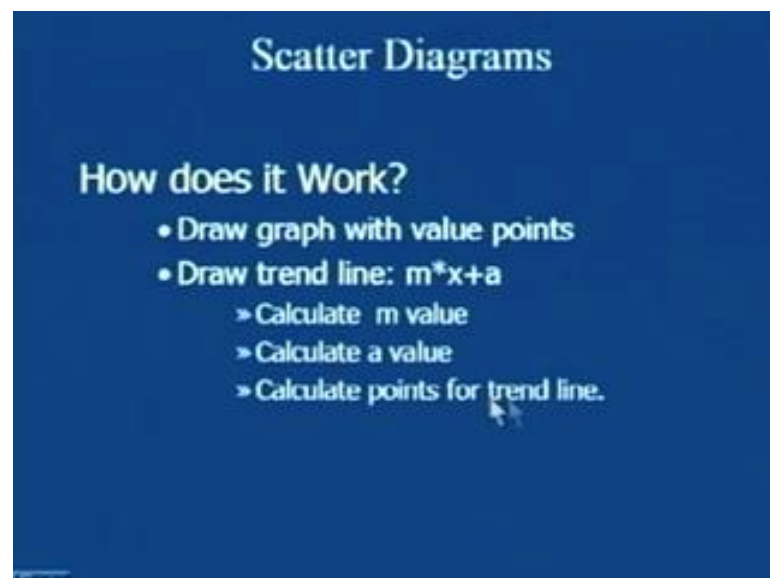 Scatter Diagrams
How does it Work?
• Draw graph with value points
• Draw trend line: m*x+a
» Calculate m value
» Calculate a value
» Calculate points for trend line.